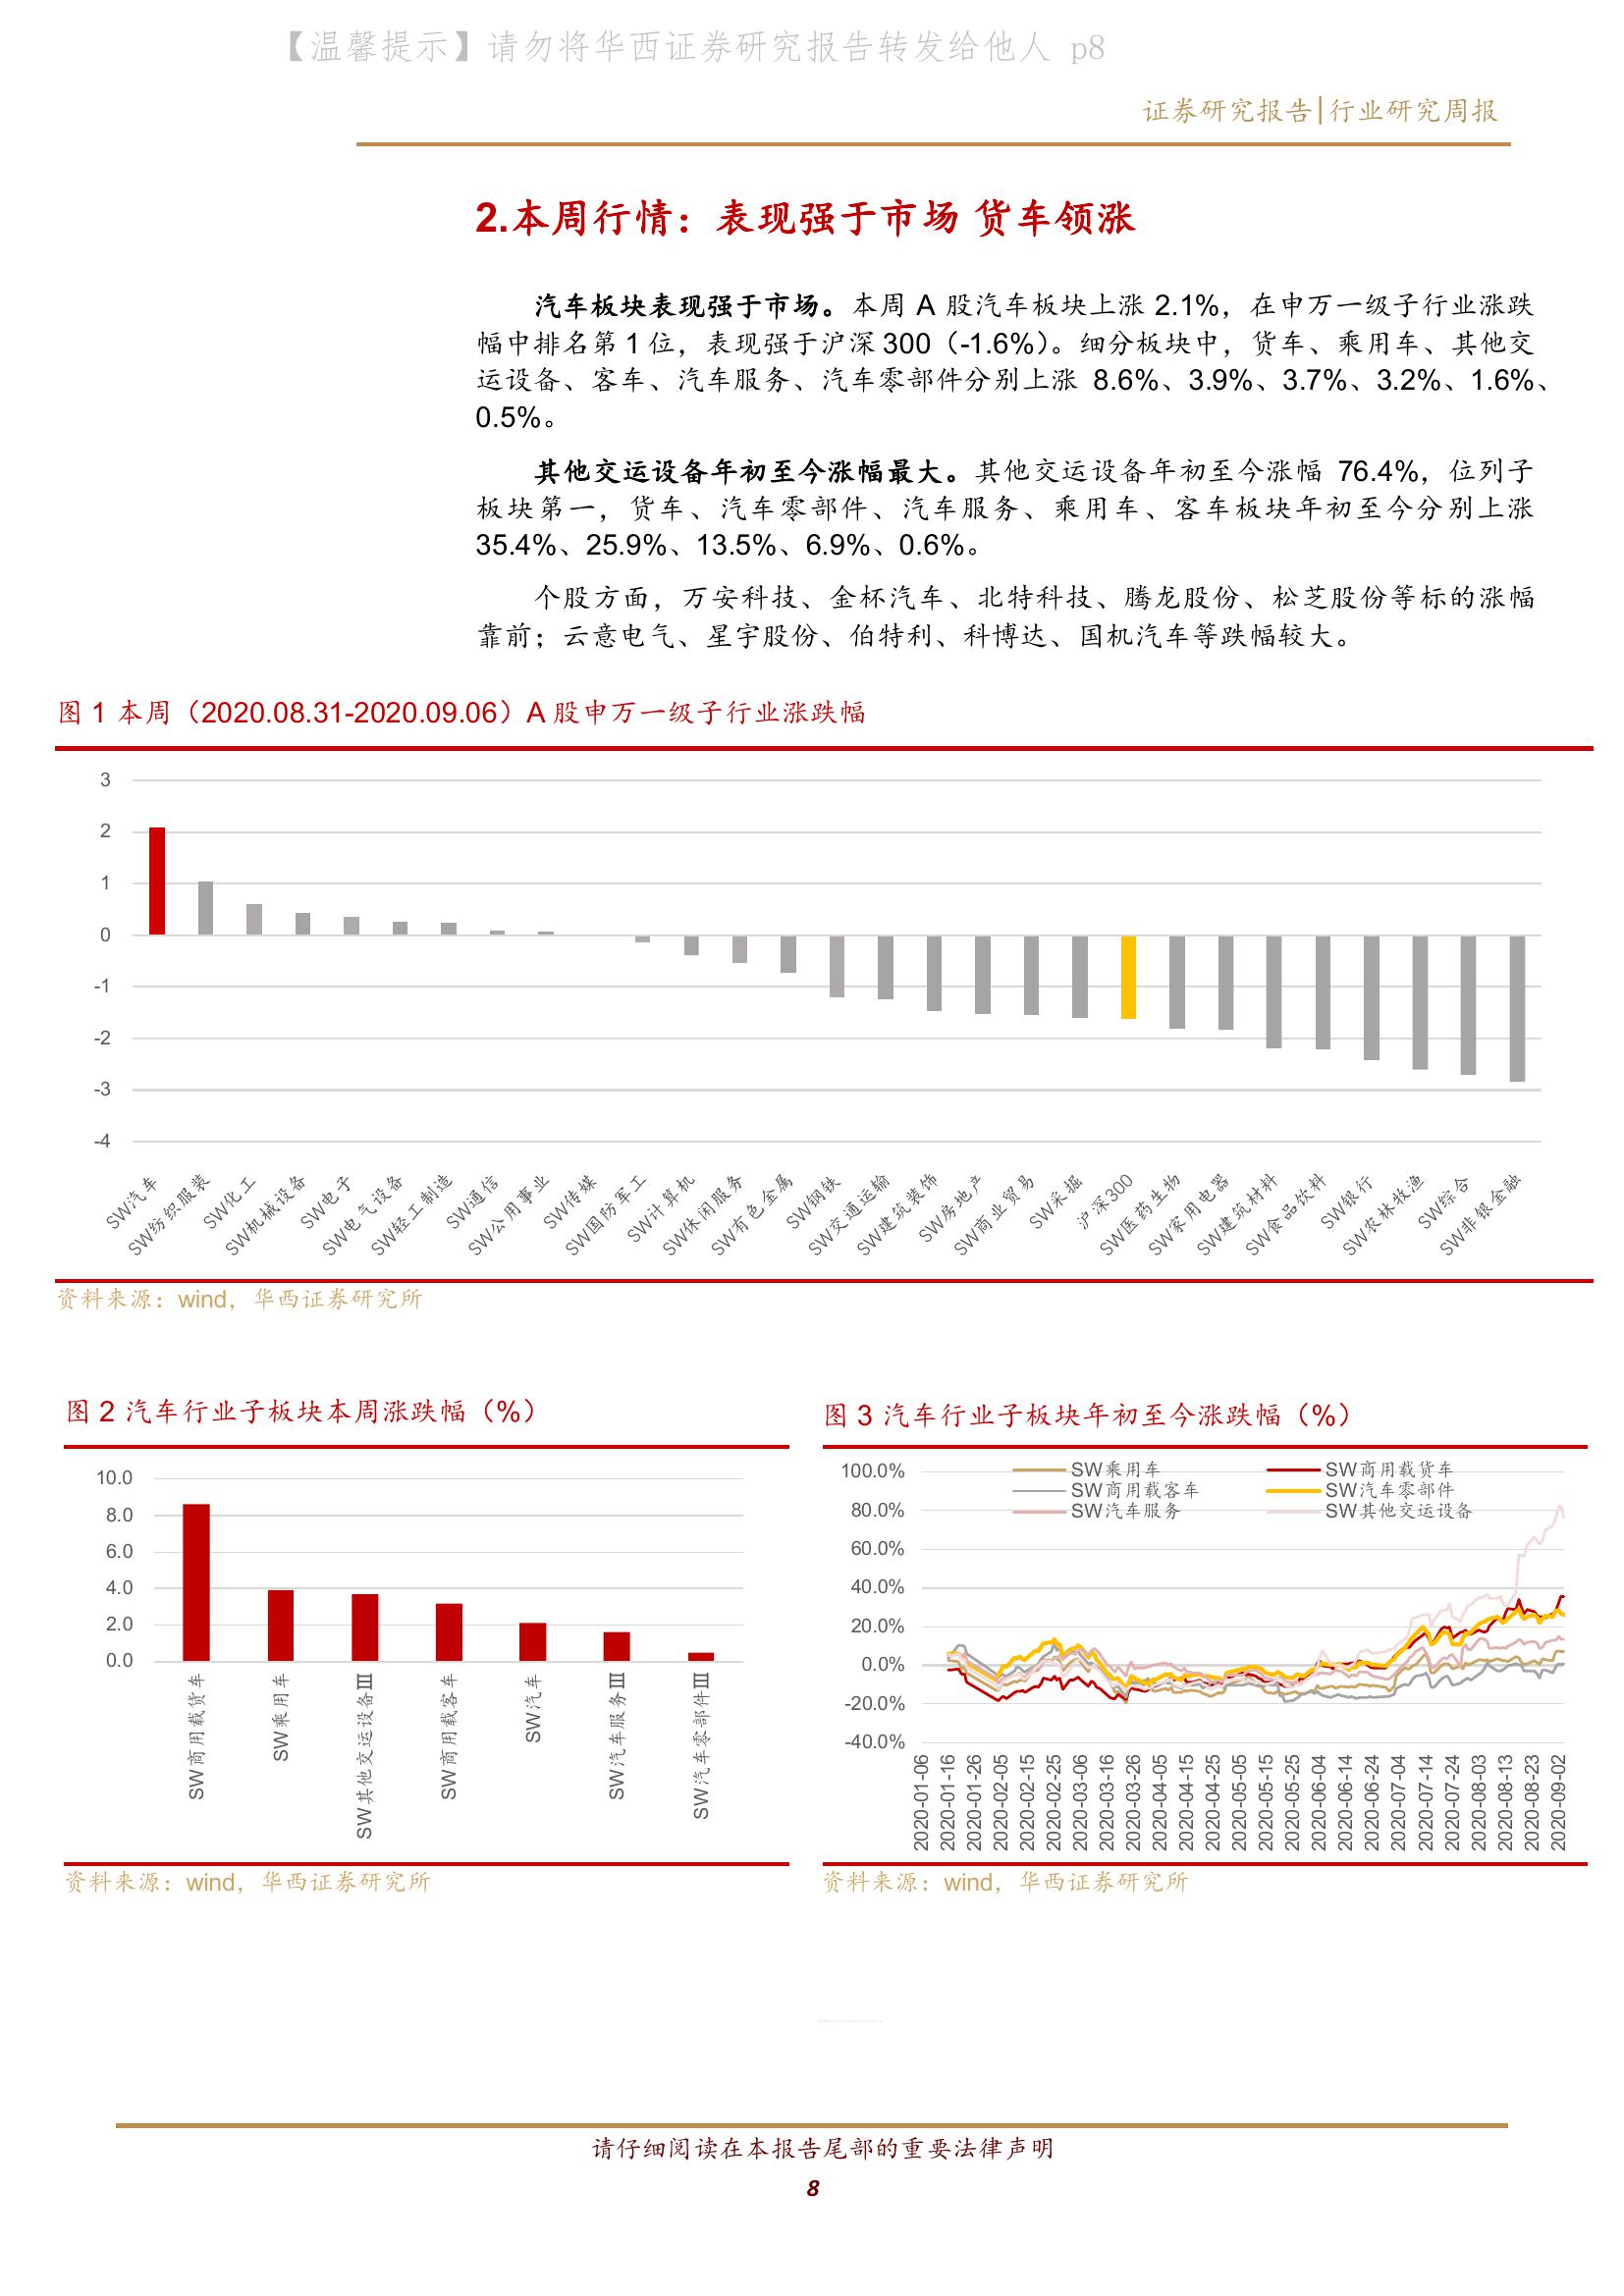 【温馨提示】请勿将华西证券研究报告转发给他人 p8
证券研究报告|行业研究周报
2.本周行情：表现强于市场 货车领涨
汽车板块表现强于市场。本周 A 股汽车板块上涨 2.1%，在申万一级子行业涨跌
幅中排名第 1 位，表现强于沪深 300（-1.6%）。细分板块中，货车、乘用车、其他交
运设备、客车、汽车服务、汽车零部件分别上涨 8.6%、3.9%、3.7%、3.2%、1.6%、
0.5%。
其他交运设备年初至今涨幅最大。其他交运设备年初至今涨幅 76.4%，位列子
板块第一，货车、汽车零部件、汽车服务、乘用车、客车板块年初至今分别上涨
35.4%、25.9%、13.5%、6.9%、0.6%。
个股方面，万安科技、金杯汽车、北特科技、腾龙股份、松芝股份等标的涨幅
靠前；云意电气、星宇股份、伯特利、科博达、国机汽车等跌幅较大。
图 1 本周（2020.08.31-2020.09.06）A 股申万一级子行业涨跌幅
3
2
1
0
-1
-2
-3
-4
SW汽车
SW纺织服装
SW化工
SW机械设备
SW电子
SW电气设备
SW轻工制造
SW通信
SW公用事业
SW传媒
SW国防军工
SW计算机
SW休闲服务
SW有色金属
SW钢铁
SW交通运输
SW建筑装饰
SW房地产
SW商业贸易
SW采掘
沪深300
SW医药生物
SW家用电器
SW建筑材料
SW食品饮料
SW银行
SW农林牧渔
SW综合
SW非银金融
资料来源：wind，华西证券研究所
图 2 汽车行业子板块本周涨跌幅（%）
10.0
8.0
6.0
4.0
2.0
0.0
SW商用载货车
SW乘用车
SW其他交运设备Ⅲ
SW商用载客车
SW汽车
SW汽车服务Ⅲ
SW汽车零部件Ⅲ
资料来源：wind，华西证券研究所
图 3 汽车行业子板块年初至今涨跌幅（%）
SW乘用车
SW商用载货车
SW商用载客车
SW汽车零部件
SW汽车服务
SW其他交运设备
100.0%
80.0%
60.0%
40.0%
20.0%
0.0%
-20.0%
-40.0%
2020-01-06
2020-01-16
2020-01-26
2020-02-05
2020-02-15
2020-02-25
2020-03-06
2020-03-16
2020-03-26
2020-04-05
2020-04-15
2020-04-25
2020-05-05
2020-05-15
2020-05-25
2020-06-04
2020-06-14
2020-06-24
2020-07-04
2020-07-14
2020-07-24
2020-08-03
2020-08-13
2020-08-23
2020-09-02
资料来源：wind，华西证券研究所
请仔细阅读在本报告尾部的重要法律声明
8